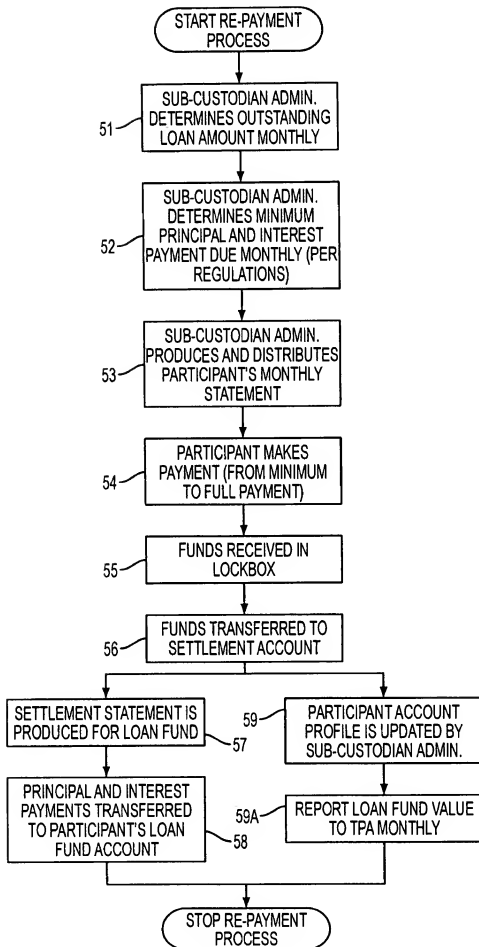 START RE-PAYMENT
PROCESS
51
SUB-CUSTODIAN ADMIN.
DETERMINES OUTSTANDING
LOAN AMOUNT MONTHLY
52
SUB-CUSTODIAN ADMIN.
DETERMINES MINIMUM
PRINCIPAL AND INTEREST
PAYMENT DUE MONTHLY (PER
REGULATIONS)
53
SUB-CUSTODIAN ADMIN.
PRODUCES AND DISTRIBUTES
PARTICIPANT'S MONTHLY
STATEMENT
54
PARTICIPANT MAKES
PAYMENT (FROM MINIMUM
TO FULL PAYMENT)
55
FUNDS RECEIVED IN
LOCKBOX
56
FUNDS TRANSFERRED TO
SETTLEMENT ACCOUNT
SETTLEMENT STATEMENT IS
PRODUCED FOR LOAN FUND
57
PRINCIPAL AND INTEREST
PAYMENTS TRANSFERRED
TO PARTICIPANT'S LOAN
FUND ACCOUNT
58
59
PARTICIPANT ACCOUNT
PROFILE IS UPDATED BY
SUB-CUSTODIAN ADMIN.
59A
REPORT LOAN FUND VALUE
TO TPA MONTHLY
STOP RE-PAYMENT
PROCESS